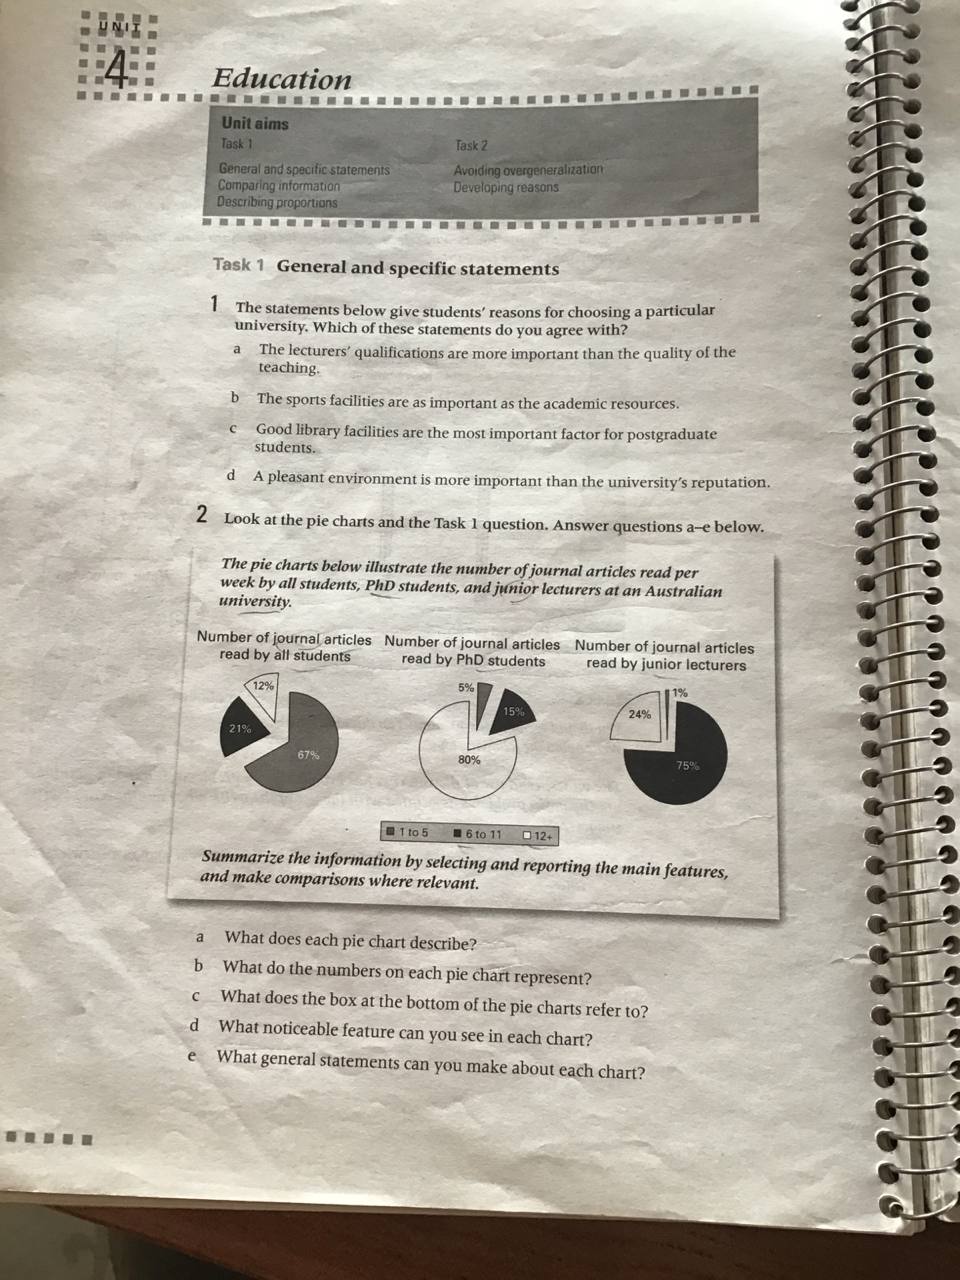 UNIT
4
Education
Unit aims
Task 1
General and specific statements
Comparing information
Describing proportions
Task 2
Avoiding overgeneralization
Developing reasons
Task 1 General and specific statements
1 The statements below give students' reasons for choosing a particular
university. Which of these statements do you agree with?
a The lecturers' qualifications are more important than the quality of the
teaching.
b The sports facilities are as important as the academic resources.
c Good library facilities are the most important factor for postgraduate
students.
d A pleasant environment is more important than the university's reputation.
2 Look at the pie charts and the Task 1 question. Answer questions a–e below.
The pie charts below illustrate the number of journal articles read per
week by all students, PhD students, and junior lecturers at an Australian
university.
Number of journal articles
read by all students
12%
21%
67%
Number of journal articles
read by PhD students
5%
15%
80%
Number of journal articles
read by junior lecturers
1%
24%
75%
1 to 5 6 to 11 12+
Summarize the information by selecting and reporting the main features,
and make comparisons where relevant.
a What does each pie chart describe?
b What do the numbers on each pie chart represent?
c What does the box at the bottom of the pie charts refer to?
d What noticeable feature can you see in each chart?
e What general statements can you make about each chart?